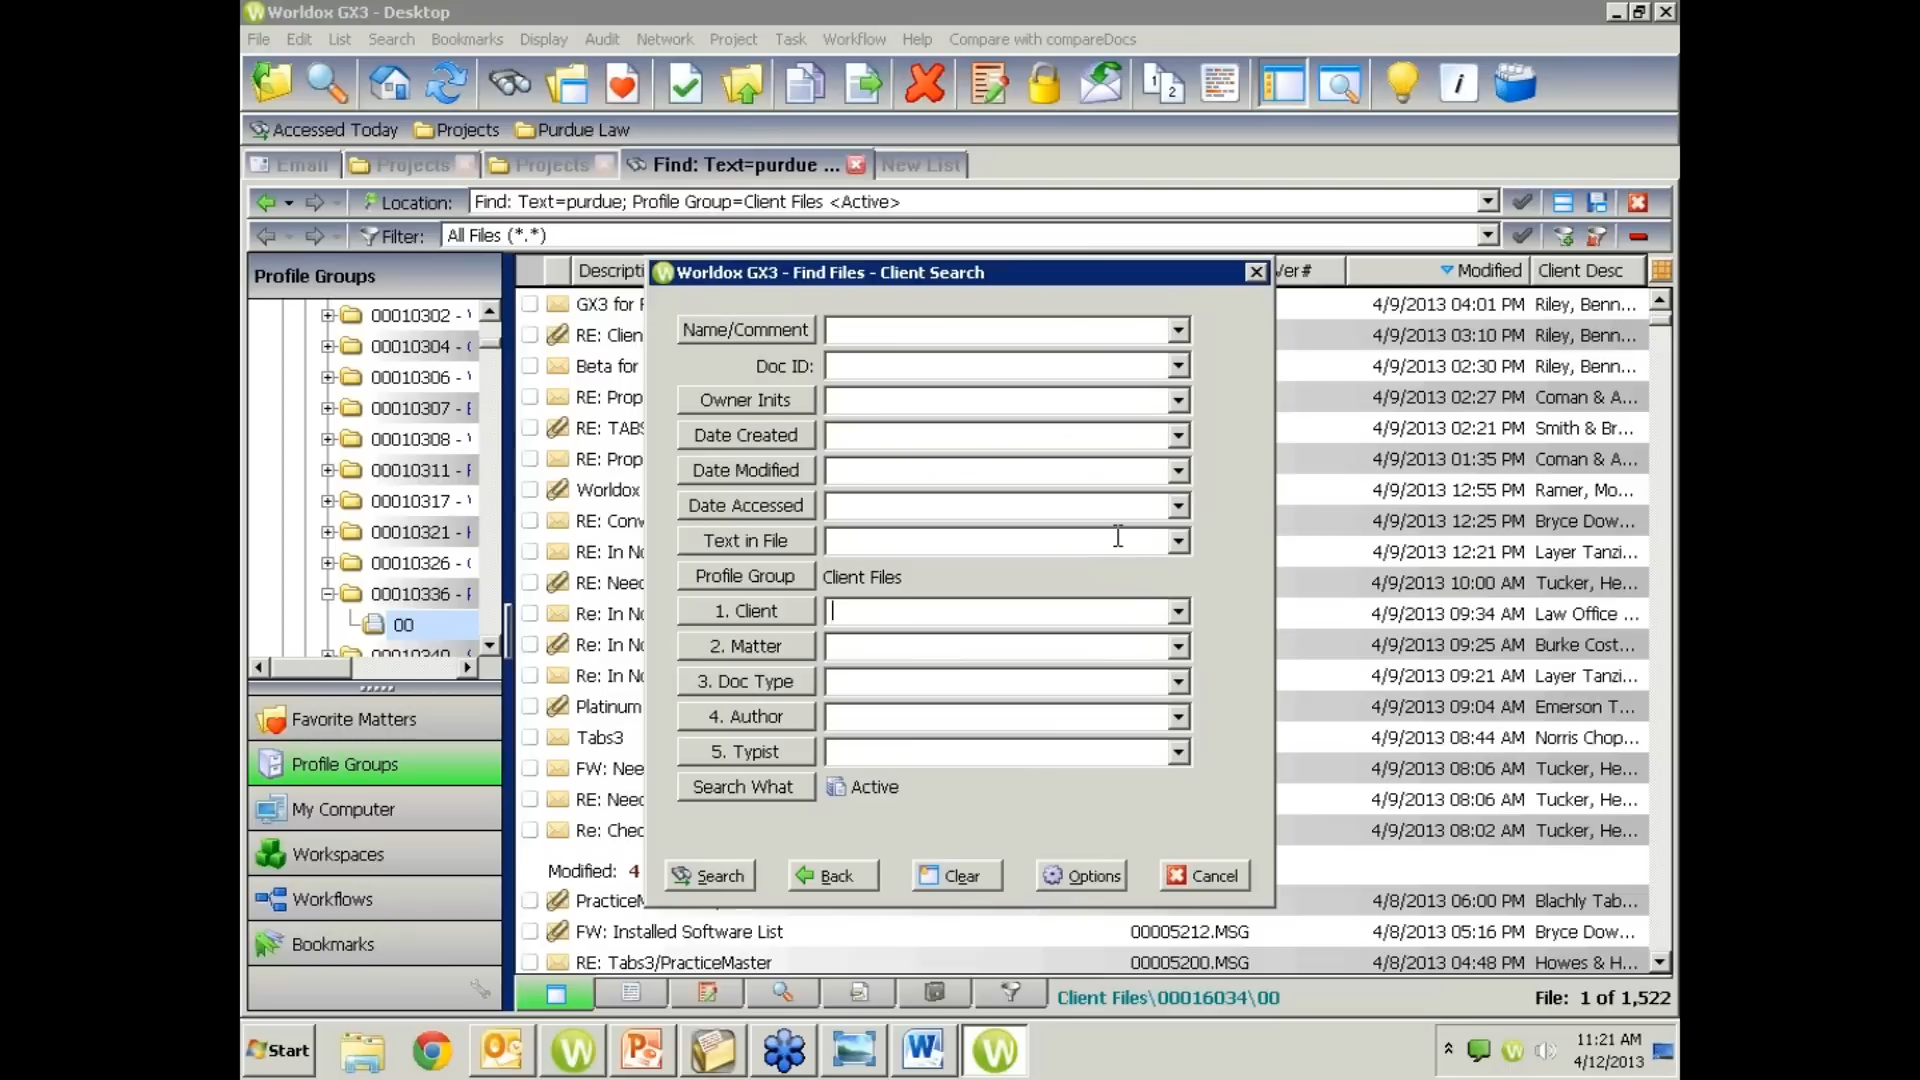 Worldox GX3 - Desktop
File Edit List Search Bookmarks Display Audit Network Project Task Workflow Help Compare with compareDocs
Accessed Today Projects Purdue Law
Email Projects Projects Find: Text=purdue ... New List
Location: Find: Text=purdue; Profile Group=Client Files <Active>
Filter: All Files (*.*)
Profile Groups
00010302 -
00010304 -
00010306 -
00010307 -
00010308 -
00010311 -
00010317 -
00010321 -
00010326 -
00010336 -
00
00010340
Favorite Matters
Profile Groups
My Computer
Workspaces
Workflows
Bookmarks
Modified Client Desc
GX3 for 4/9/2013 04:01 PM Riley, Benn...
RE: Clien 4/9/2013 03:10 PM Riley, Benn...
Beta for 4/9/2013 02:30 PM Riley, Benn...
RE: Prop 4/9/2013 02:27 PM Coman & A...
RE: TABS 4/9/2013 02:21 PM Smith & Br...
RE: Prop 4/9/2013 01:35 PM Coman & A...
Worldox 4/9/2013 12:55 PM Ramer, Mo...
RE: Conv 4/9/2013 12:25 PM Bryce Dow...
RE: In No 4/9/2013 12:21 PM Layer Tanzi...
RE: Need 4/9/2013 10:00 AM Tucker, He...
Re: In No 4/9/2013 09:34 AM Law Office ...
Re: In No 4/9/2013 09:25 AM Burke Cost...
Re: In No 4/9/2013 09:21 AM Layer Tanzi...
Platinum 4/9/2013 09:04 AM Emerson T...
Tabs3 4/9/2013 08:44 AM Norris Chop...
FW: Nee 4/9/2013 08:06 AM Tucker, He...
RE: Need 4/9/2013 08:06 AM Tucker, He...
Re: Chec 4/9/2013 08:02 AM Tucker, He...
Modified: 4
4/8/2013 06:00 PM Blachly Tab...
FW: Installed Software List 00005212.MSG 4/8/2013 05:16 PM Bryce Dow...
RE: Tabs3/PracticeMaster 00005200.MSG 4/8/2013 04:48 PM Howes & H...
Worldox GX3 - Find Files - Client Search
Name/Comment
Doc ID:
Owner Inits
Date Created
Date Modified
Date Accessed
Text in File
Profile Group Client Files
1. Client
2. Matter
3. Doc Type
4. Author
5. Typist
Search What Active
Search Back Clear Options Cancel
Client Files\00016034\00 File: 1 of 1,522
Start
11:21 AM
4/12/2013